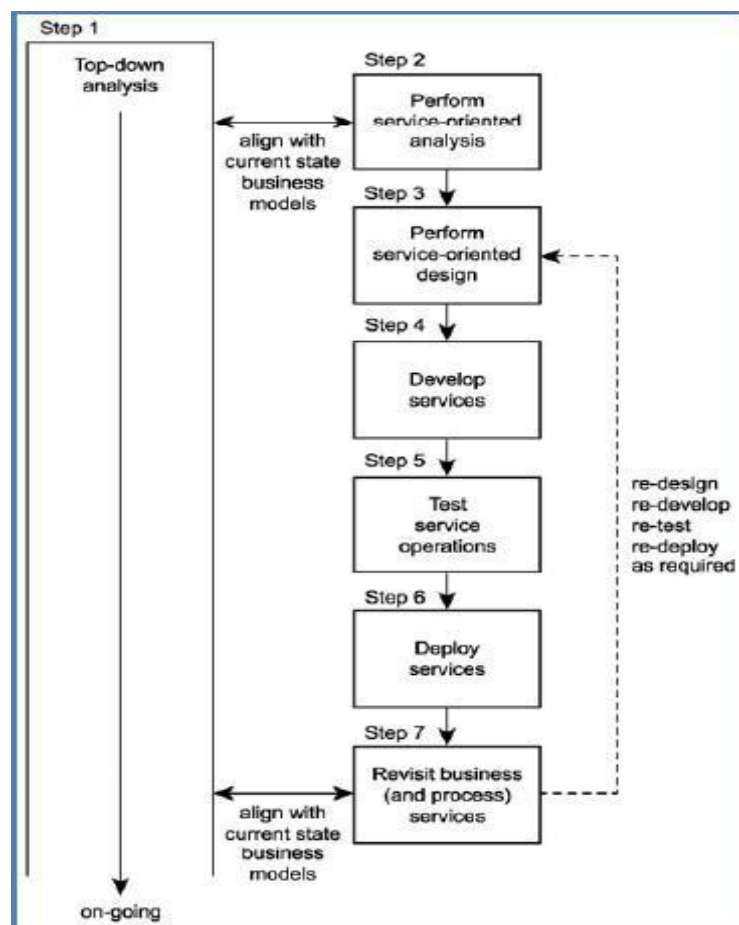 Step 1
Top-down
analysis
Step 2
Perform
service-oriented
analysis
align with
current state
business
models
Step 3
Perform
service-oriented
design
Step 4
Develop
services
Step 5
Test
service
operations
re-design
re-develop
re-test
re-deploy
as required
Step 6
Deploy
services
Step 7
Revisit business
(and process)
services
align with
current state
business
models
on-going